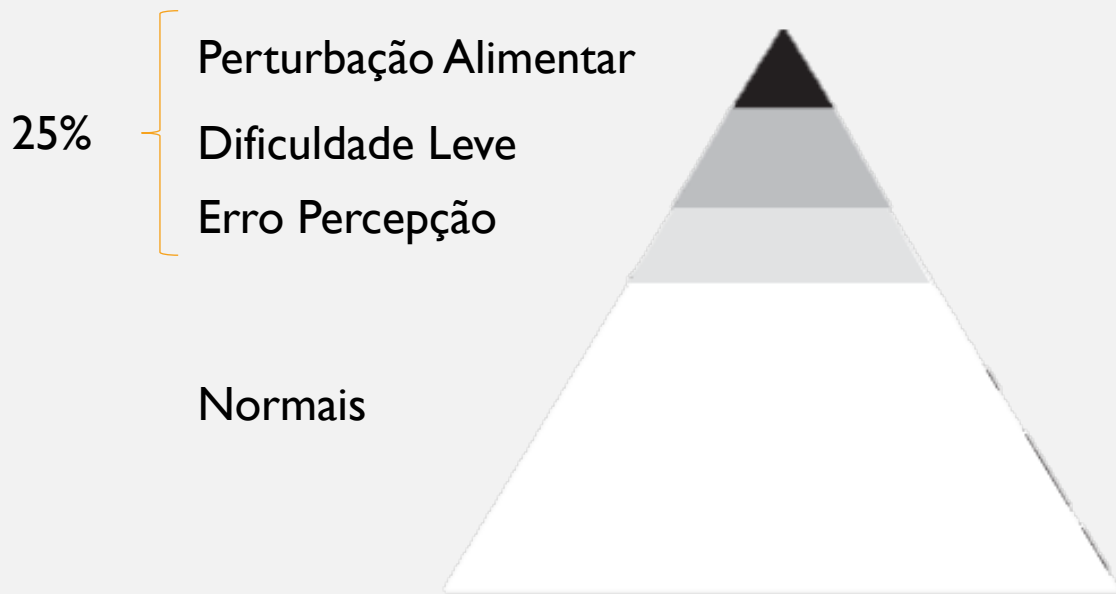 Perturbação Alimentar
25%
Dificuldade Leve
Erro Percepção
Normais